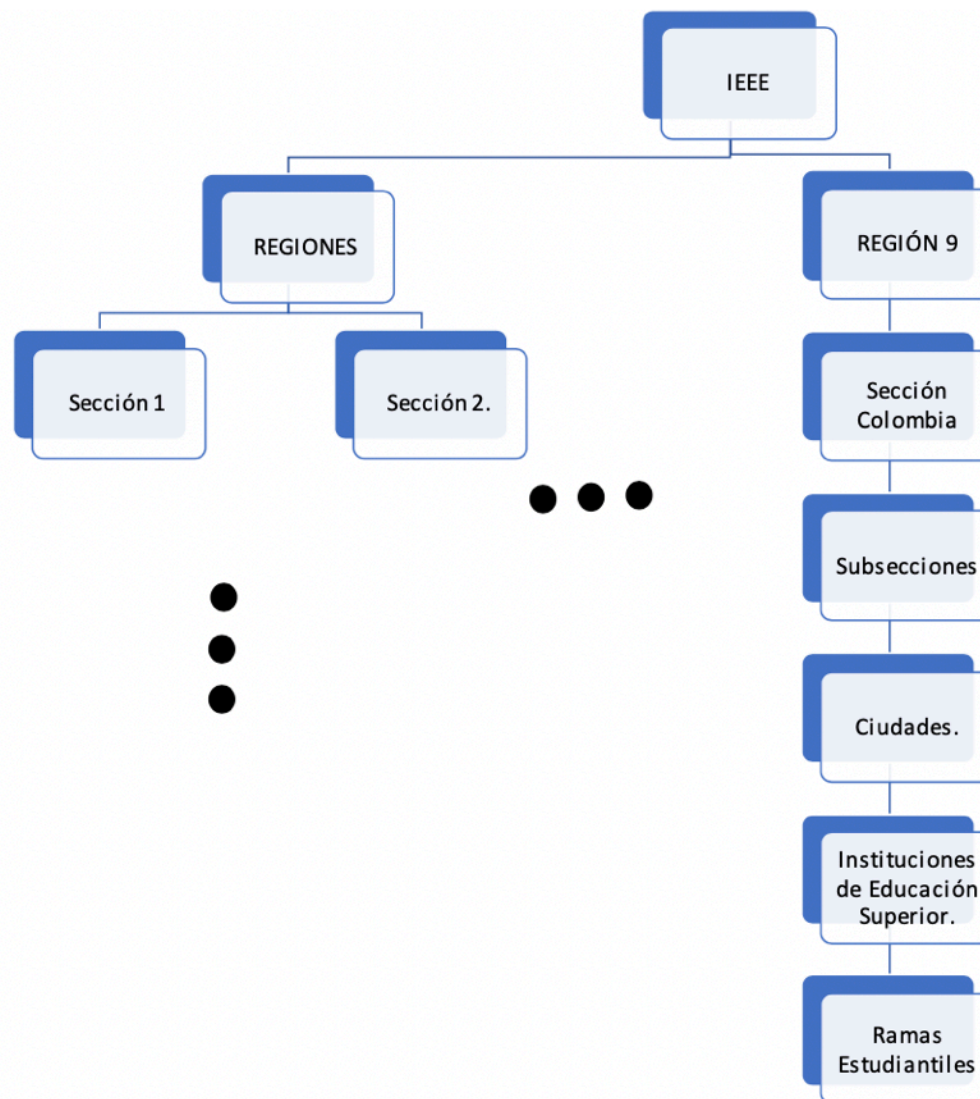 IEEE
REGIONES
REGIÓN 9
Sección 1
Sección 2.
Sección
Colombia
Subsecciones
Ciudades.
Instituciones
de Educación
Superior.
Ramas
Estudiantiles